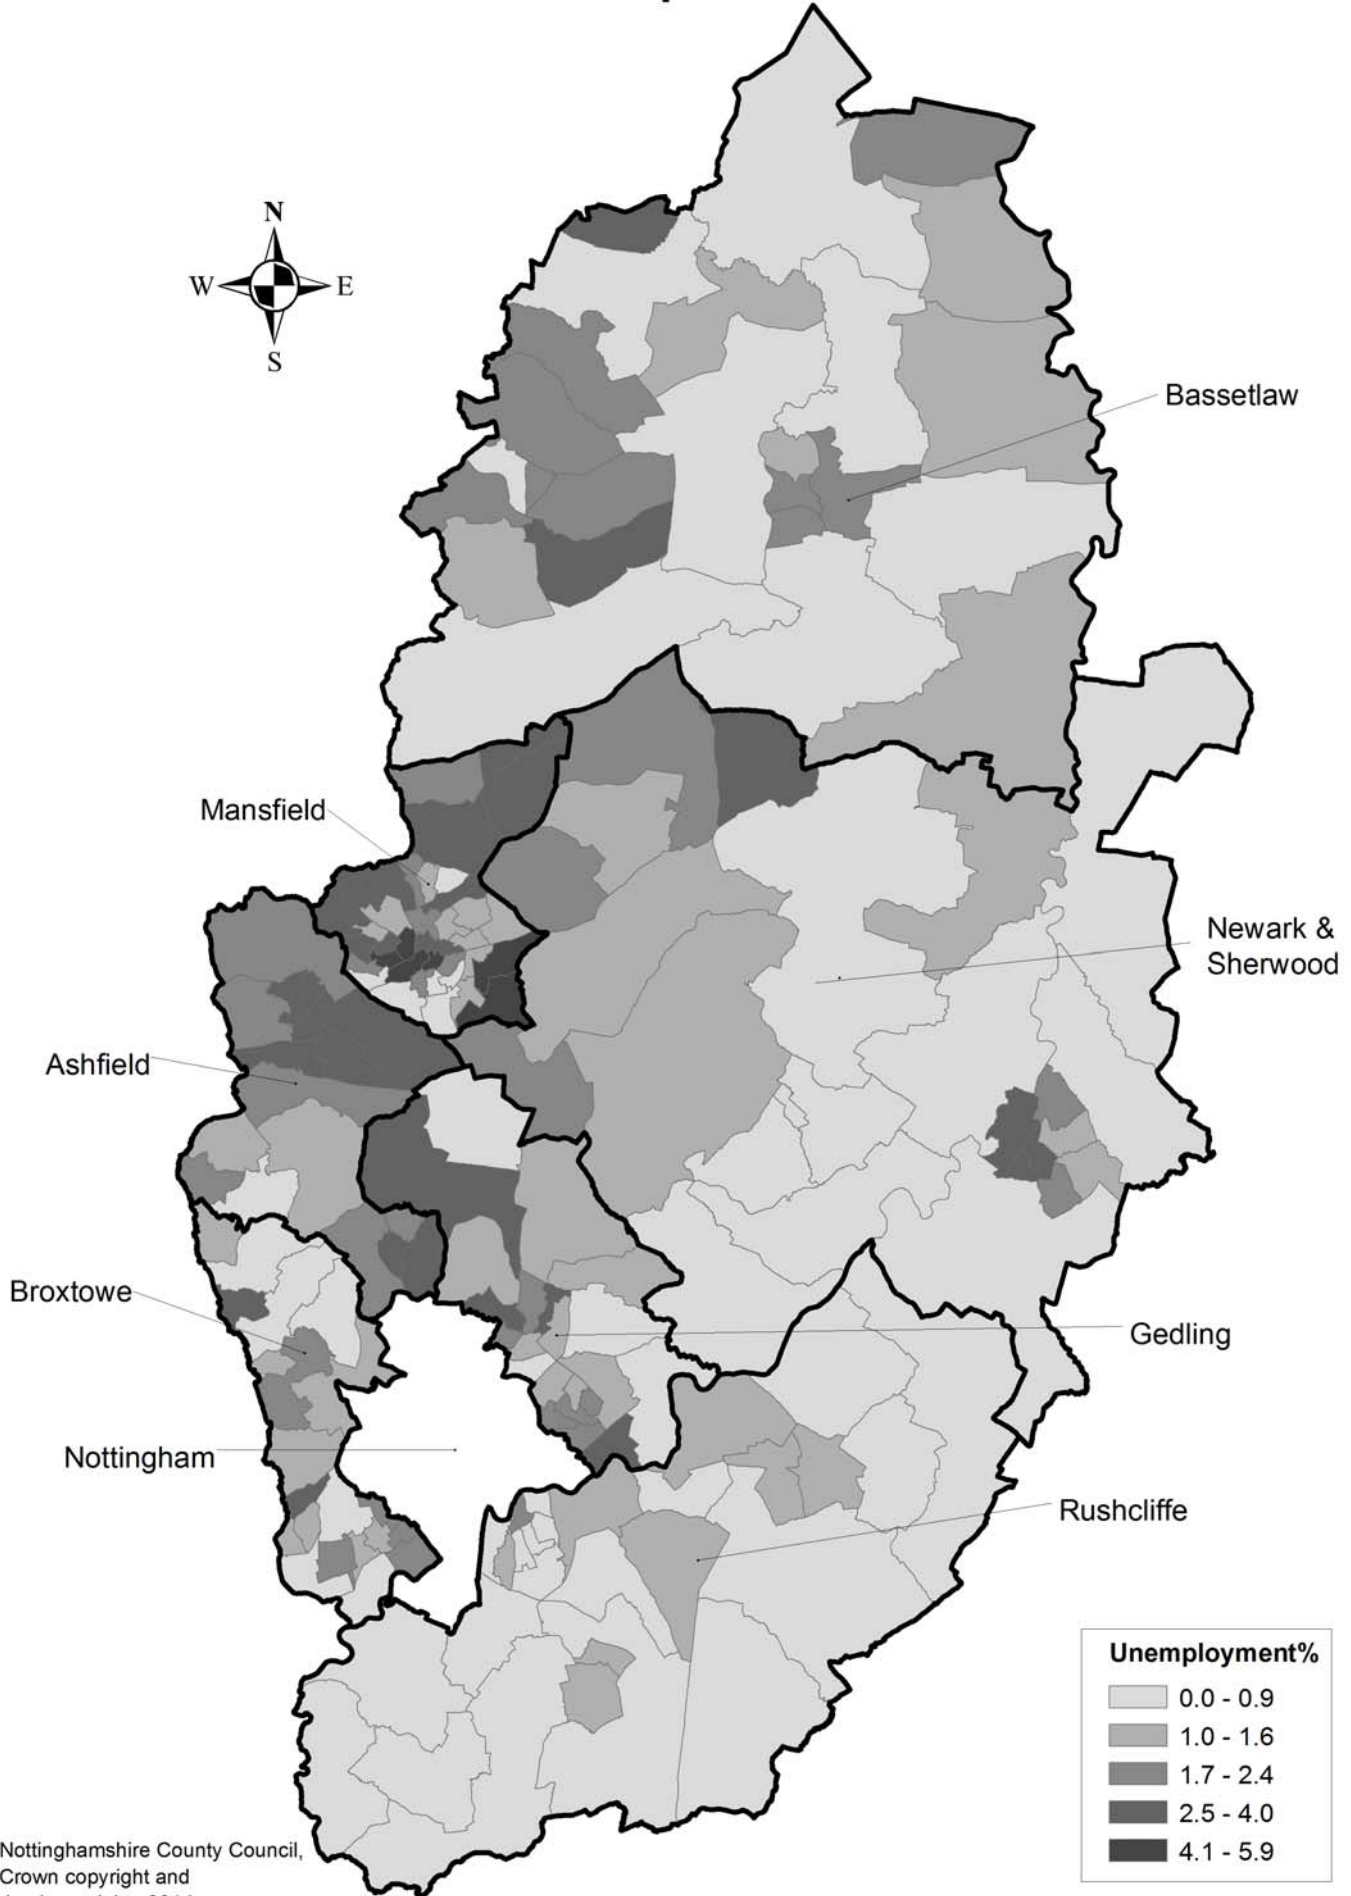 N
W E
S
Bassetlaw
Mansfield
Newark &
Sherwood
Ashfield
Broxtowe
Gedling
Nottingham
Rushcliffe
Unemployment%
0.0 - 0.9
1.0 - 1.6
1.7 - 2.4
2.5 - 4.0
4.1 - 5.9
Nottinghamshire County Council,
Crown copyright and